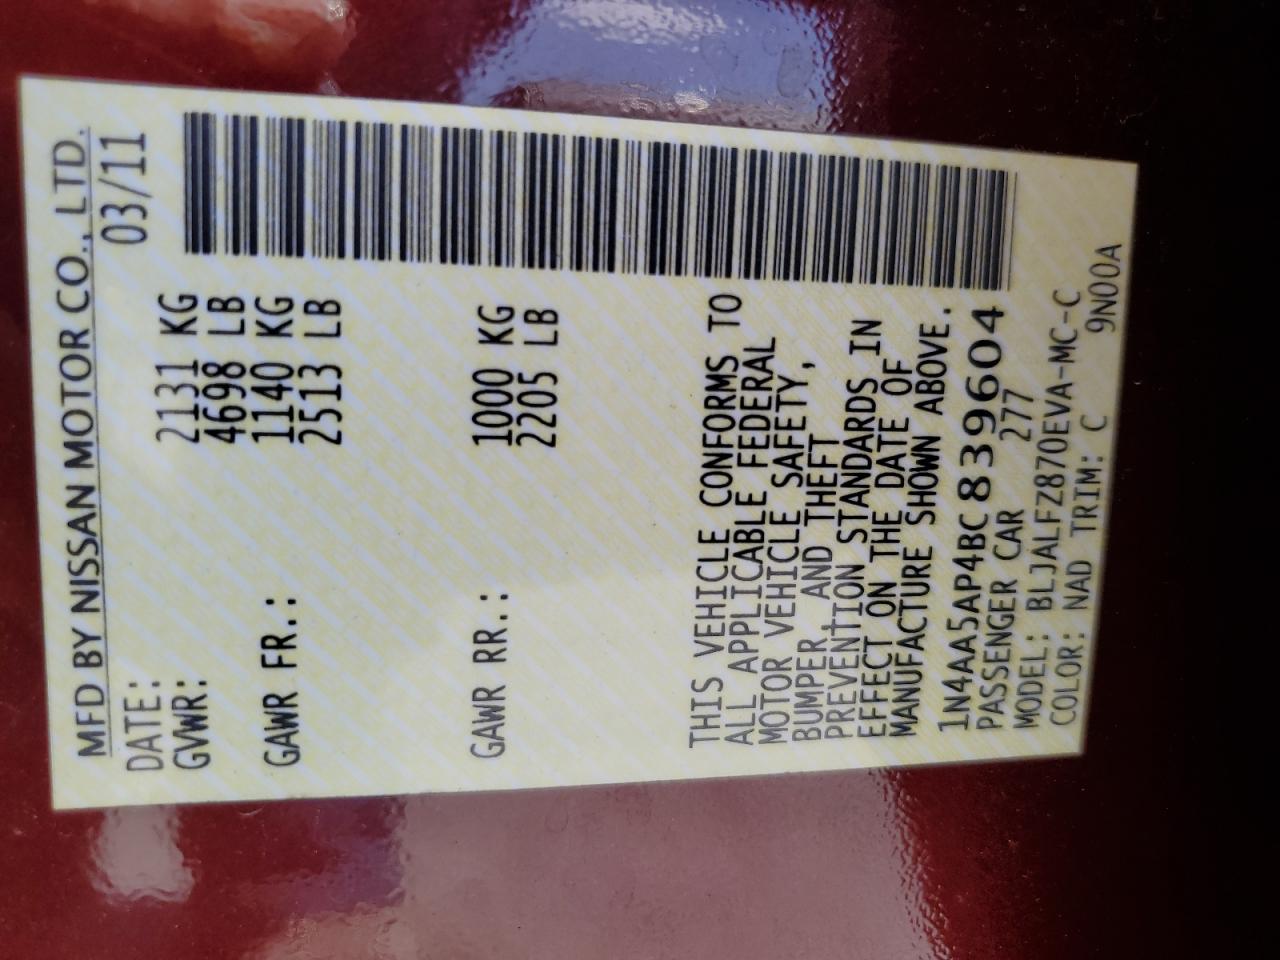 MFD BY NISSAN MOTOR CO., LTD.
DATE: 03/11
GVWR: 2131 KG
4698 LB
GAWR FR.: 1140 KG
2513 LB
GAWR RR.: 1000 KG
2205 LB
THIS VEHICLE CONFORMS TO
ALL APPLICABLE FEDERAL
MOTOR VEHICLE SAFETY,
BUMPER, AND THEFT
PREVENTION STANDARDS IN
EFFECT ON THE DATE OF
MANUFACTURE SHOWN ABOVE.
1N4AA5AP4BC839604
PASSENGER CAR 277
MODEL: BLJALFZ870EVA-MC-C
COLOR: NAD TRIM: C 9N00A